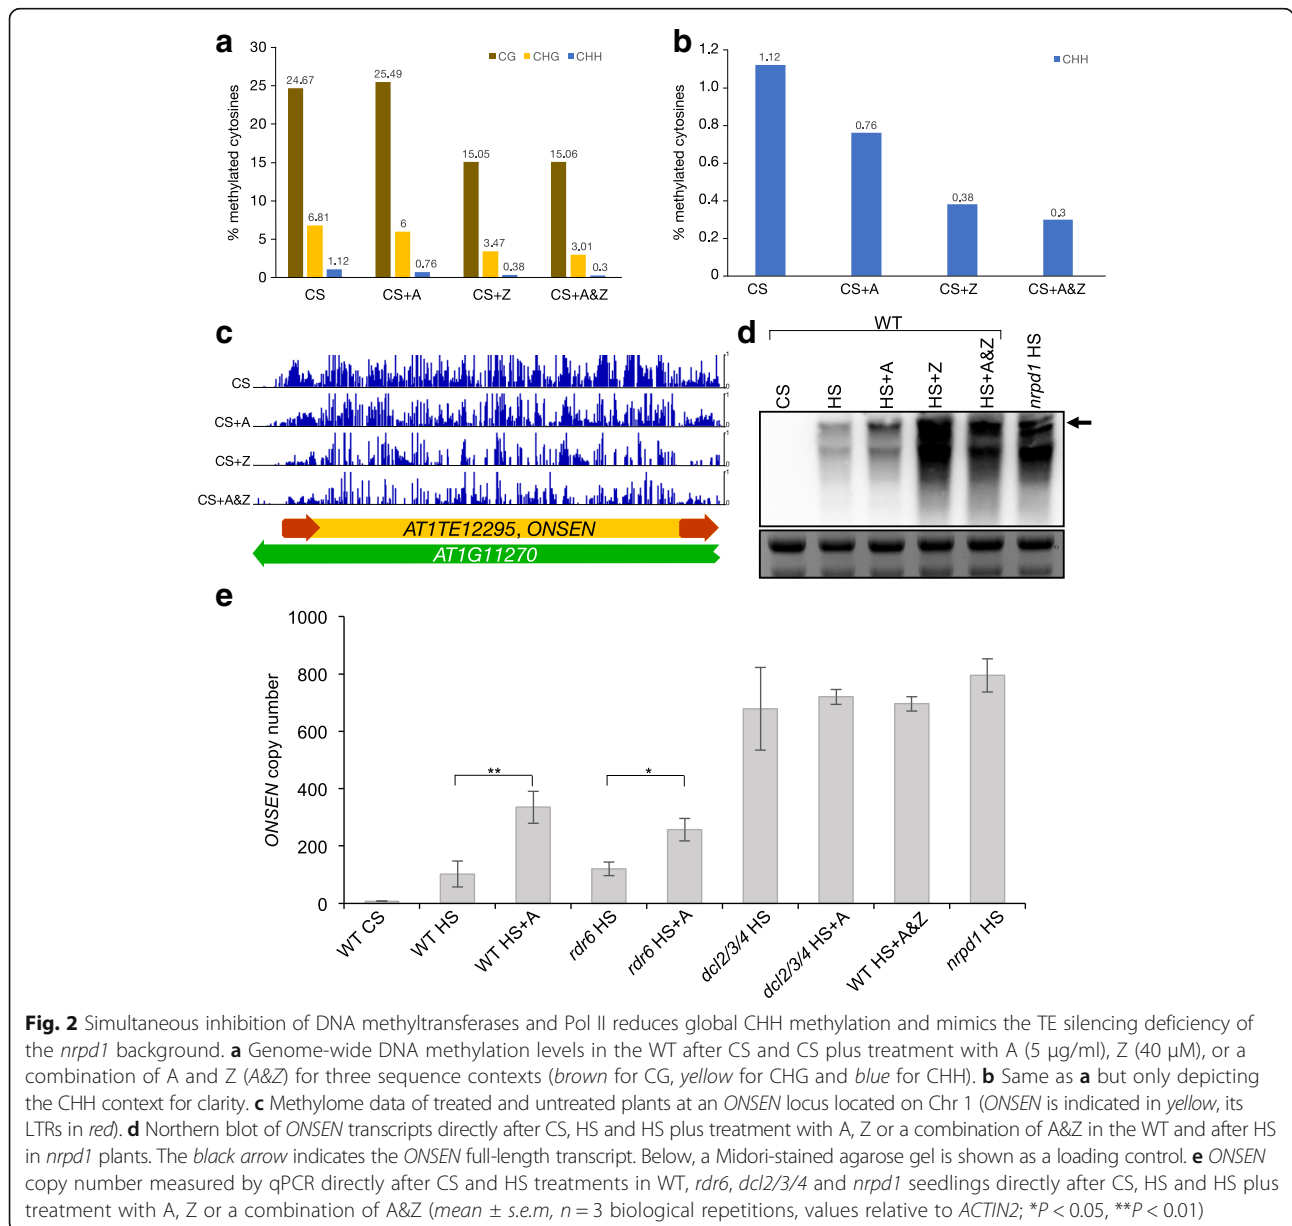 a
30
25
20
15
10
5
0
% methylated cytosines
CG CHG CHH
24.67
6.81
1.12
25.49
6
0.76
15.05
3.47
0.38
15.06
3.01
0.3
CS CS+A CS+Z CS+A&Z
b
1.2
1.0
0.8
0.6
0.4
0.2
0
% methylated cytosines
CHH
1.12
0.76
0.38
0.3
CS CS+A CS+Z CS+A&Z
c
CS
1
0
CS+A
1
0
CS+Z
1
0
CS+A&Z
1
0
AT1TE12295, ONSEN
AT1G11270
d
WT
CS
HS
HS+A
HS+Z
HS+A&Z
nrpd1 HS
e
1000
800
600
400
200
0
ONSEN copy number
**
*
WT CS
WT HS
WT HS+A
rdr6 HS
rdr6 HS+A
dcl2/3/4 HS
dcl2/3/4 HS+A
WT HS+A&Z
nrpd1 HS
Fig. 2 Simultaneous inhibition of DNA methyltransferases and Pol II reduces global CHH methylation and mimics the TE silencing deficiency of
the nrpd1 background. a Genome-wide DNA methylation levels in the WT after CS and CS plus treatment with A (5 μg/ml), Z (40 μM), or a
combination of A and Z (A&Z) for three sequence contexts (brown for CG, yellow for CHG and blue for CHH). b Same as a but only depicting
the CHH context for clarity. c Methylome data of treated and untreated plants at an ONSEN locus located on Chr 1 (ONSEN is indicated in yellow, its
LTRs in red). d Northern blot of ONSEN transcripts directly after CS, HS and HS plus treatment with A, Z or a combination of A&Z in the WT and after HS
in nrpd1 plants. The black arrow indicates the ONSEN full-length transcript. Below, a Midori-stained agarose gel is shown as a loading control. e ONSEN
copy number measured by qPCR directly after CS and HS treatments in WT, rdr6, dcl2/3/4 and nrpd1 seedlings directly after CS, HS and HS plus
treatment with A, Z or a combination of A&Z (mean ± s.e.m, n = 3 biological repetitions, values relative to ACTIN2; *P < 0.05, **P < 0.01)